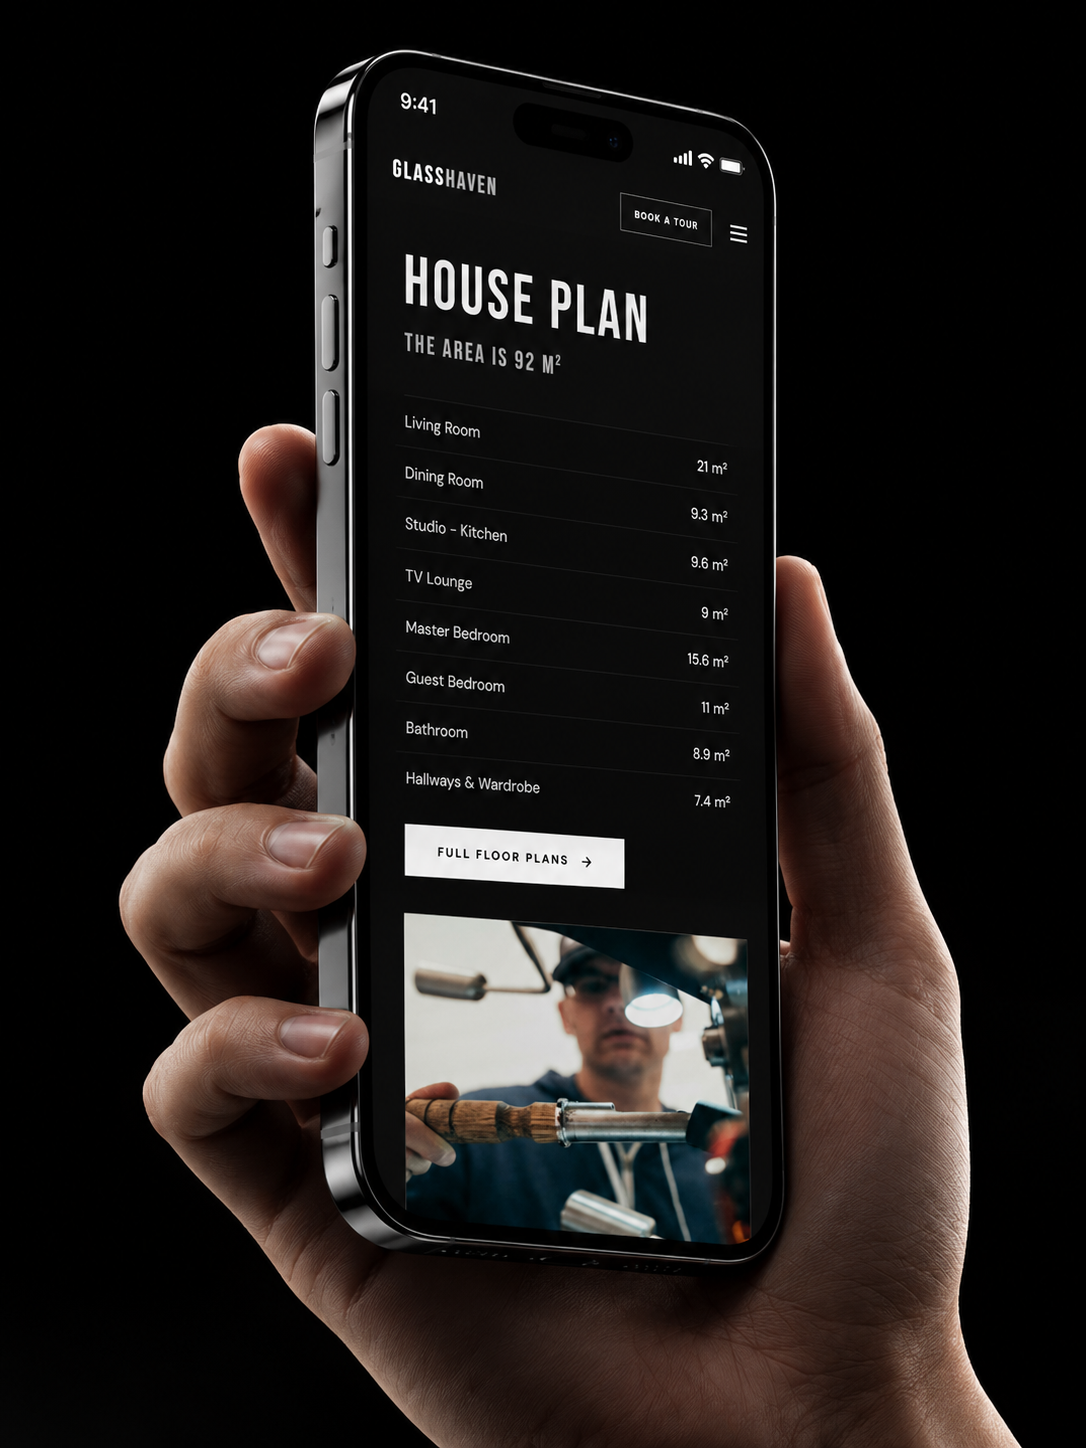 9:41
GLASSHAVEN
BOOK A TOUR
HOUSE PLAN
THE AREA IS 92 M²
Living Room 21 m²
Dining Room 9.3 m²
Studio - Kitchen 9.6 m²
TV Lounge 9 m²
Master Bedroom 15.6 m²
Guest Bedroom 11 m²
Bathroom 8.9 m²
Hallways & Wardrobe 7.4 m²
FULL FLOOR PLANS →